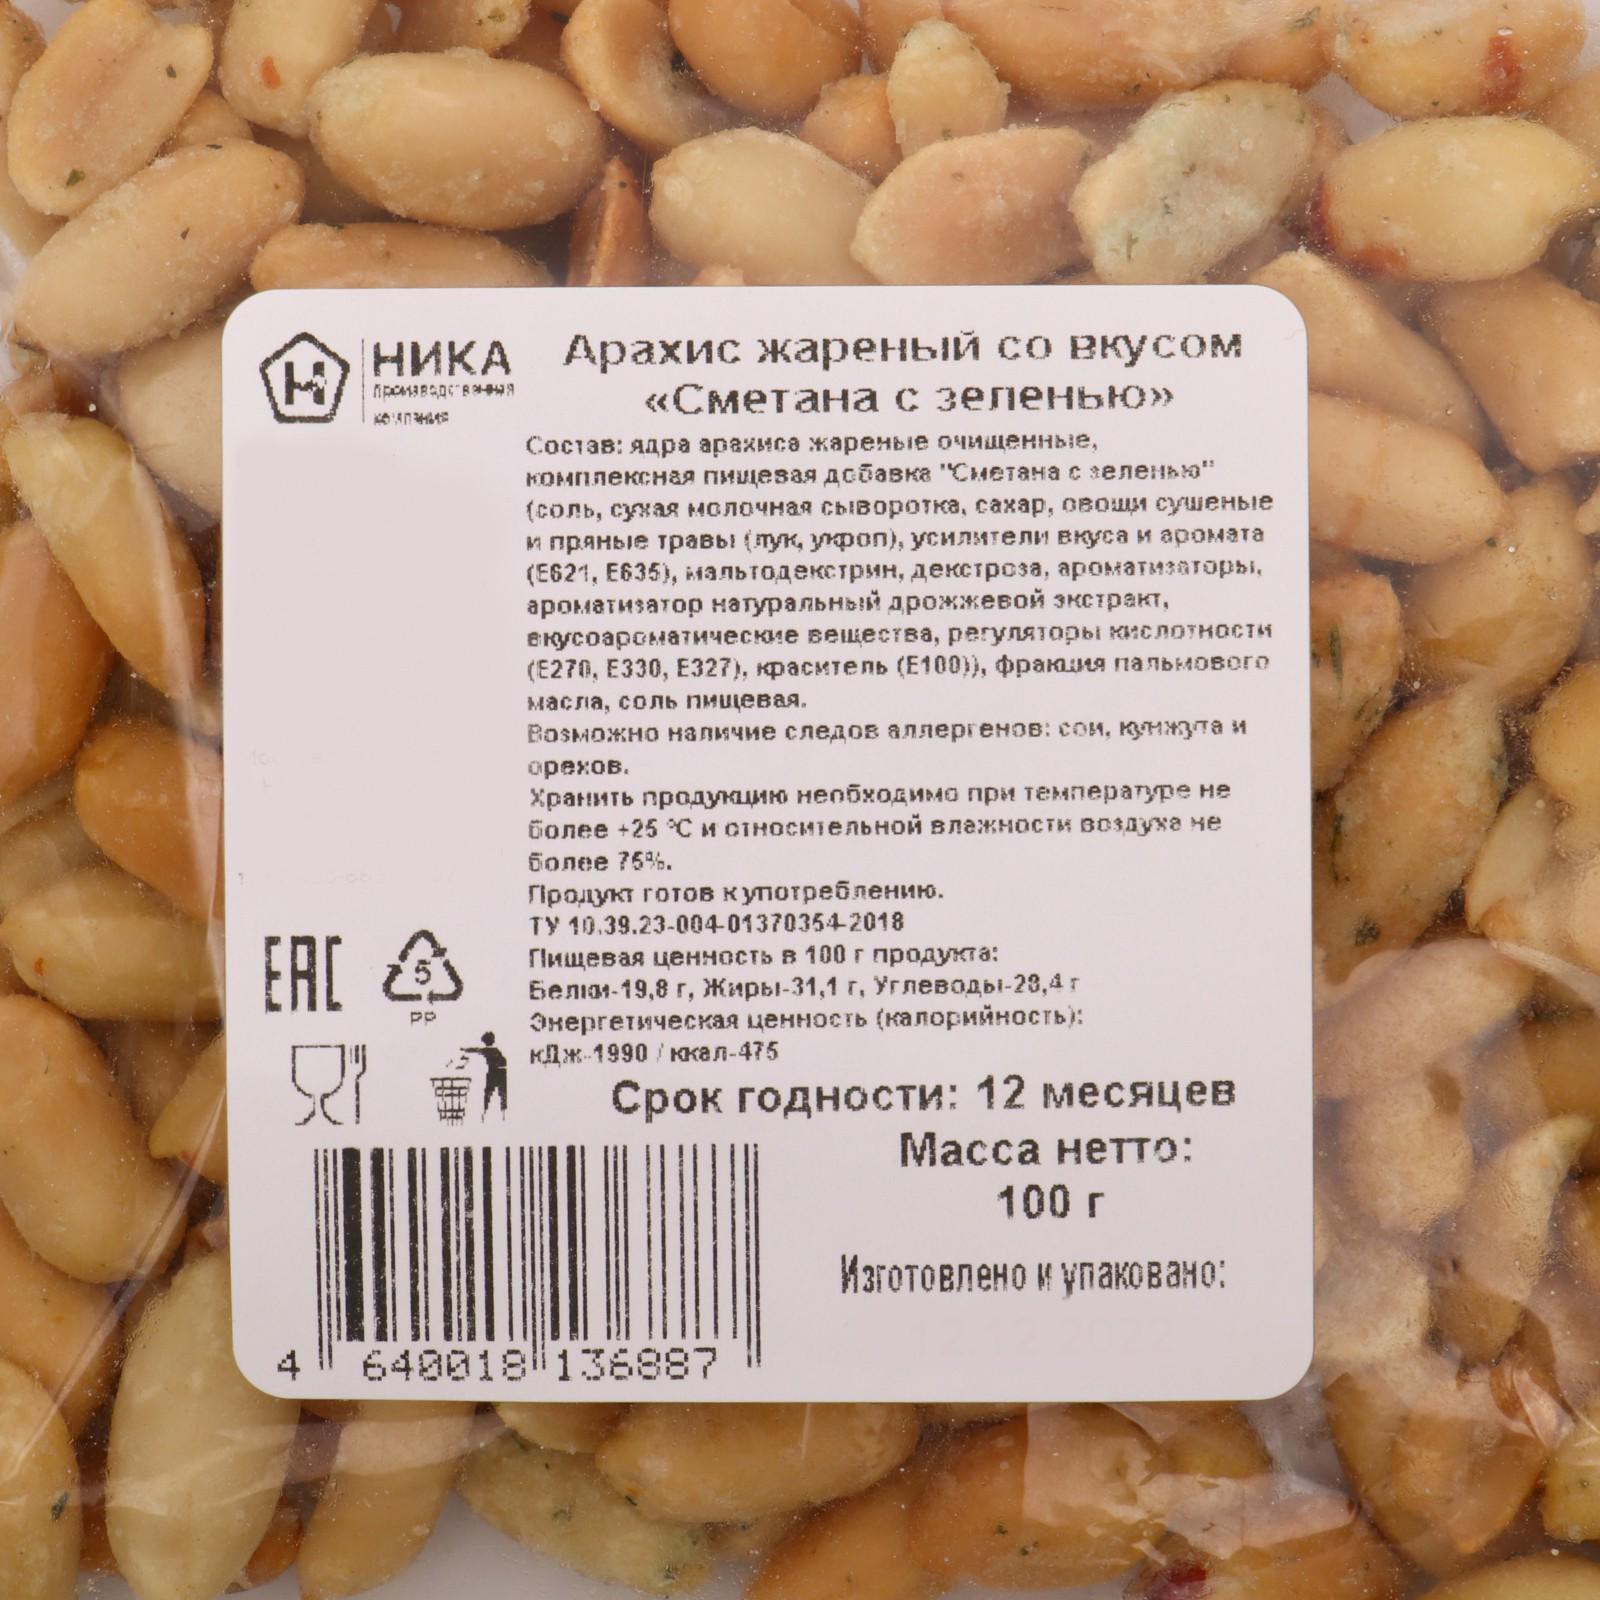 НИКА
производственная
компания
Арахис жареный со вкусом
«Сметана с зеленью»
Состав: ядра арахиса жареные очищенные,
комплексная пищевая добавка "Сметана с зеленью"
(соль, сухая молочная сыворотка, сахар, овощи сушеные
и пряные травы (лук, укроп), усилители вкуса и аромата
(Е621, Е635), мальтодекстрин, декстроза, ароматизаторы,
ароматизатор натуральный дрожжевой экстракт,
вкусоароматические вещества, регуляторы кислотности
(Е270, Е330, Е327), краситель (Е100)), фракция пальмового
масла, соль пищевая.
Возможно наличие следов аллергенов: сои, кунжута и
орехов.
Хранить продукцию необходимо при температуре не
более +25 °С и относительной влажности воздуха не
более 75%.
Продукт готов к употреблению.
ТУ 10.39.23-004-01370354-2018
Пищевая ценность в 100 г продукта:
Белки-19,8 г, Жиры-31,1 г, Углеводы-28,4 г
Энергетическая ценность (калорийность):
кДж-1990 / ккал-475
EAC
5
PP
Срок годности: 12 месяцев
Масса нетто:
100 г
Изготовлено и упаковано:
4 640018 136887